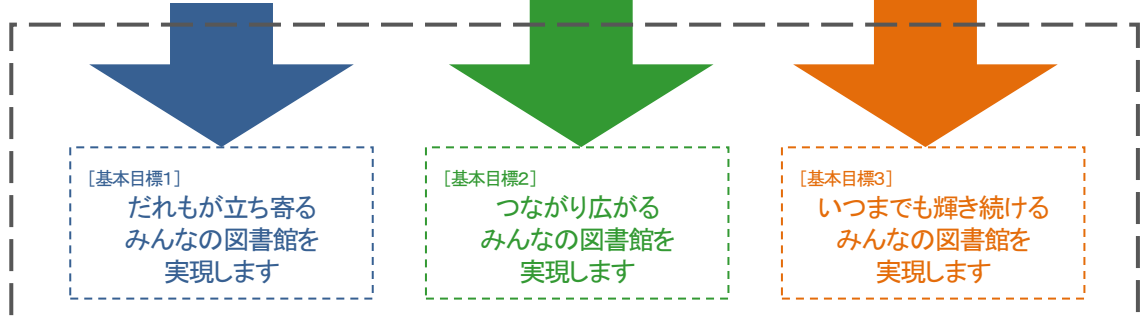 [基本目標1]
だれもが立ち寄る
みんなの図書館を
実現します
[基本目標2]
つながり広がる
みんなの図書館を
実現します
[基本目標3]
いつまでも輝き続ける
みんなの図書館を
実現します